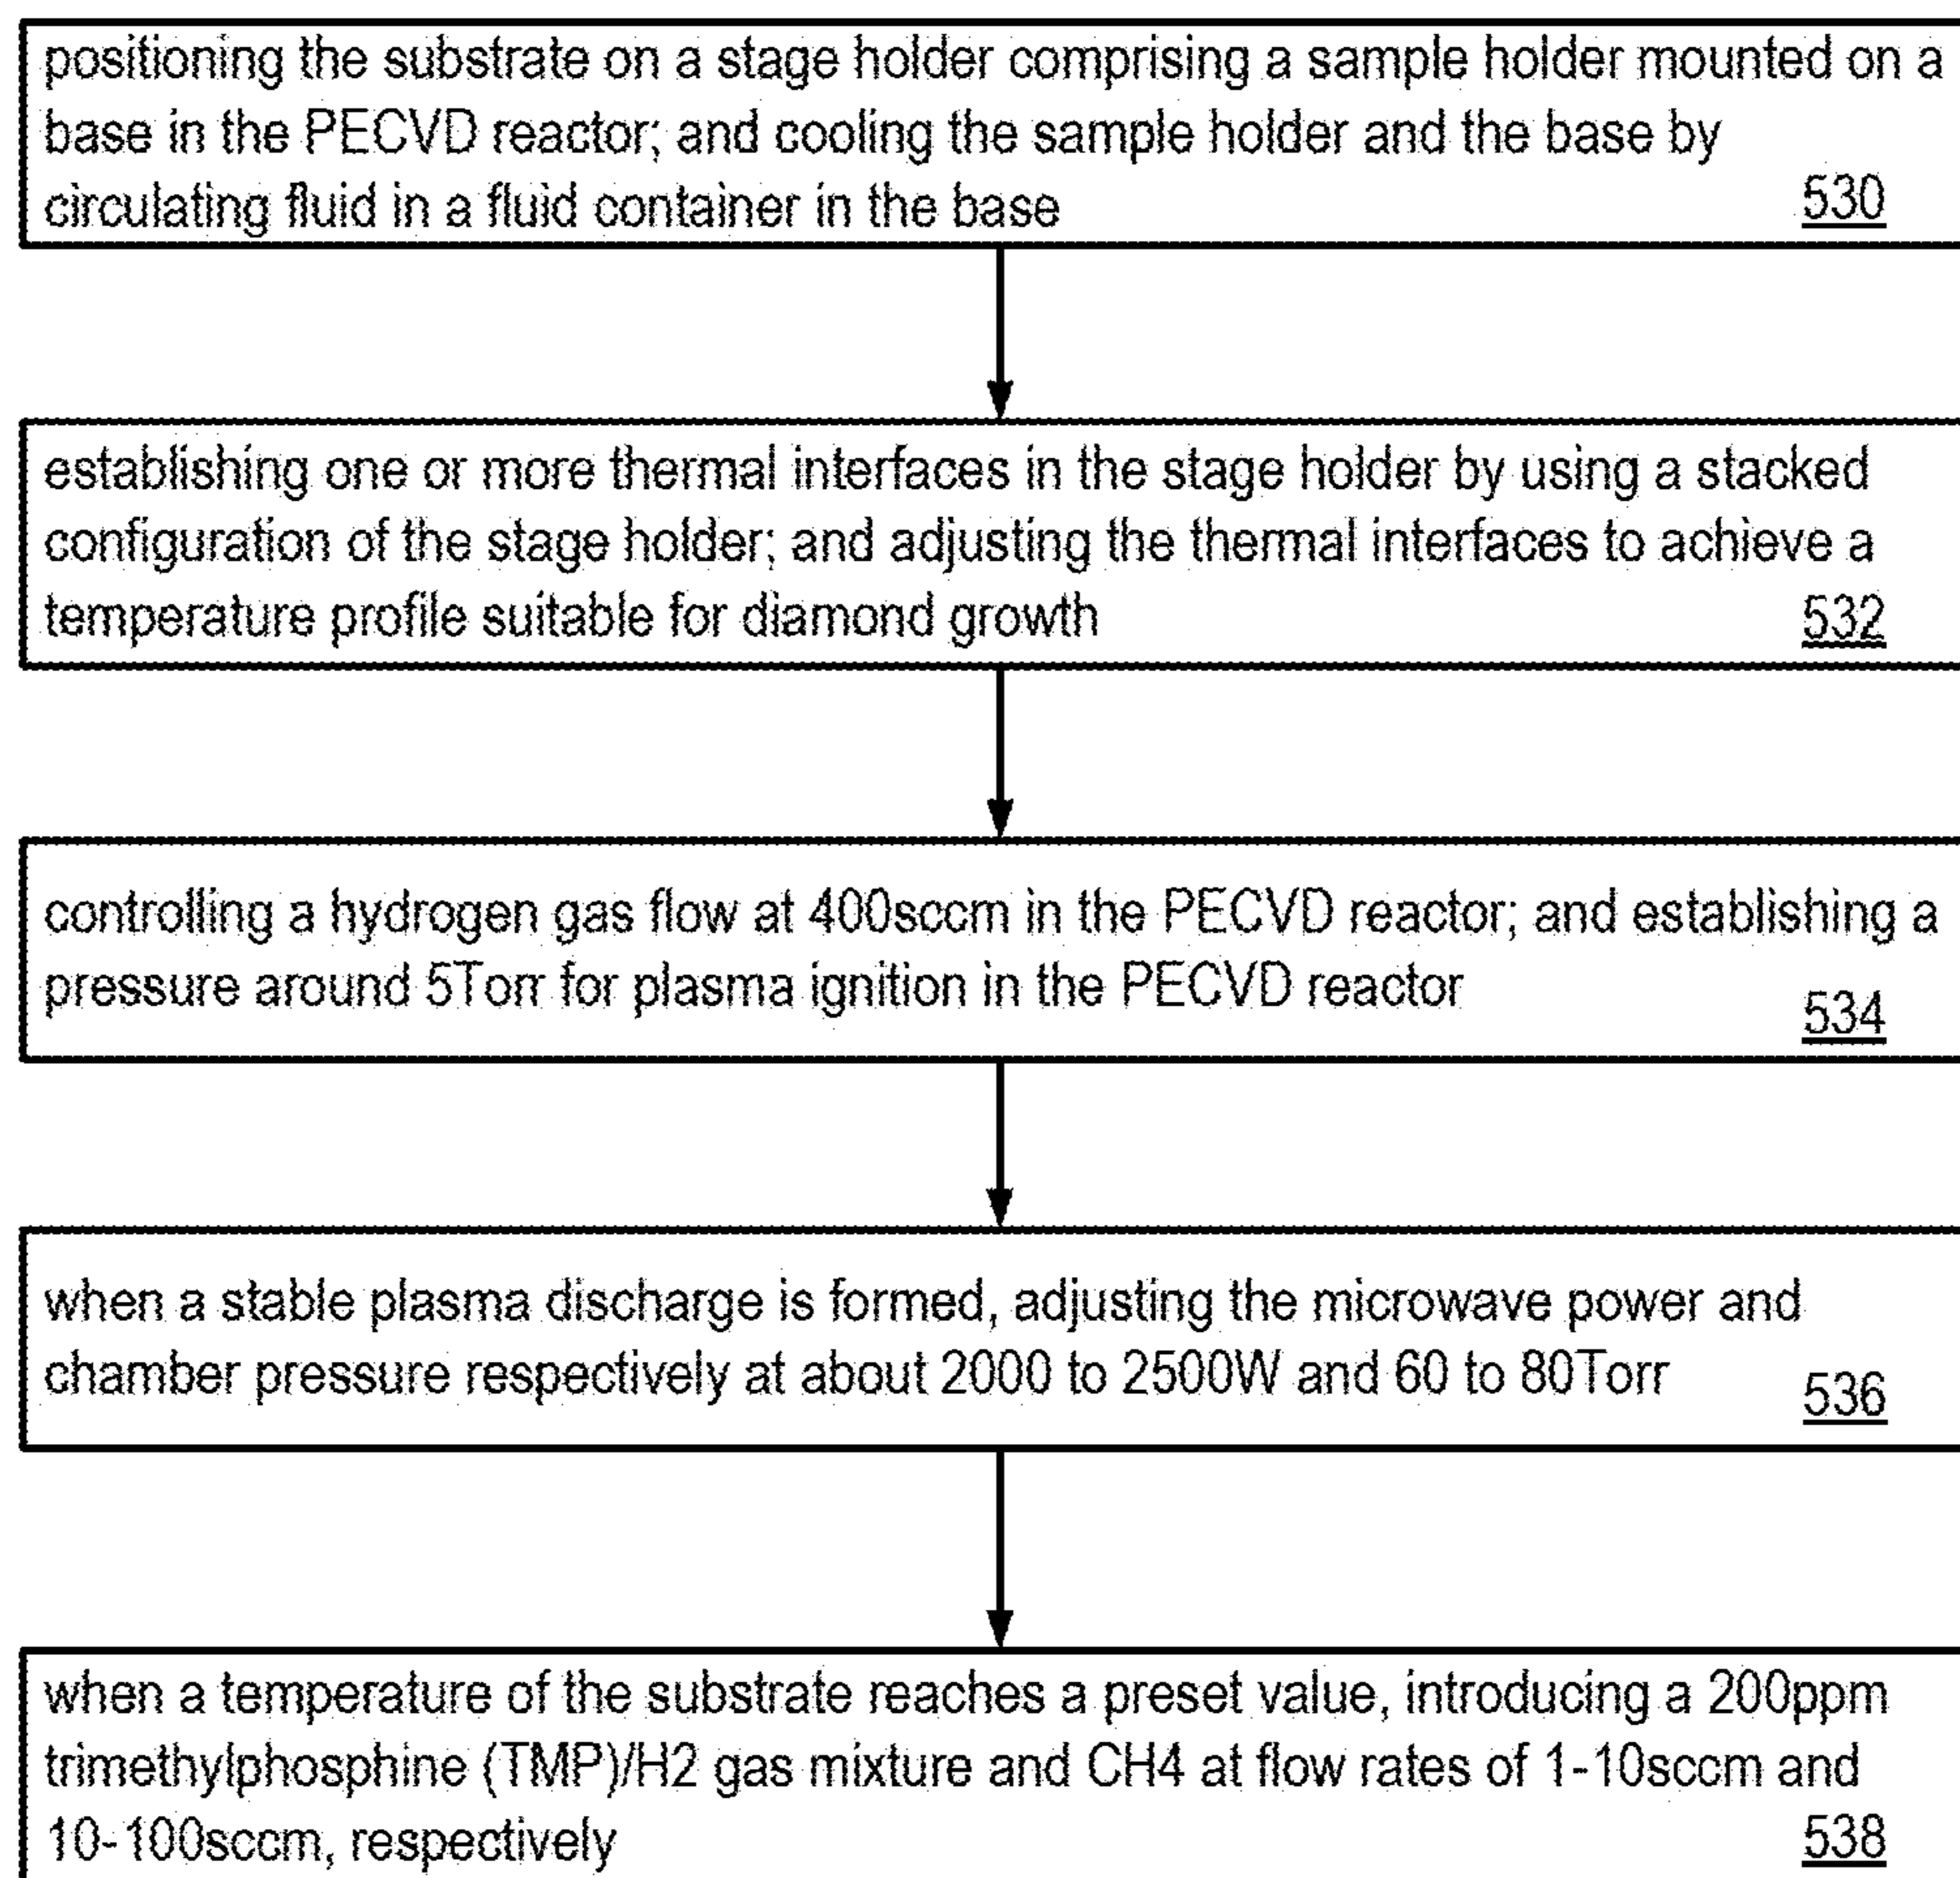 positioning the substrate on a stage holder comprising a sample holder mounted on a
base in the PECVD reactor; and cooling the sample holder and the base by
circulating fluid in a fluid container in the base 530
establishing one or more thermal interfaces in the stage holder by using a stacked
configuration of the stage holder; and adjusting the thermal interfaces to achieve a
temperature profile suitable for diamond growth 532
controlling a hydrogen gas flow at 400sccm in the PECVD reactor; and establishing a
pressure around 5Torr for plasma ignition in the PECVD reactor
534
when a stable plasma discharge is formed, adjusting the microwave power and
chamber pressure respectively at about 2000 to 2500W and 60 to 80Torr
536
when a temperature of the substrate reaches a preset value, introducing a 200ppm
trimethylphosphine (TMP)/H2 gas mixture and CH4 at flow rates of 1-10sccm and
10-100sccm, respectively 538